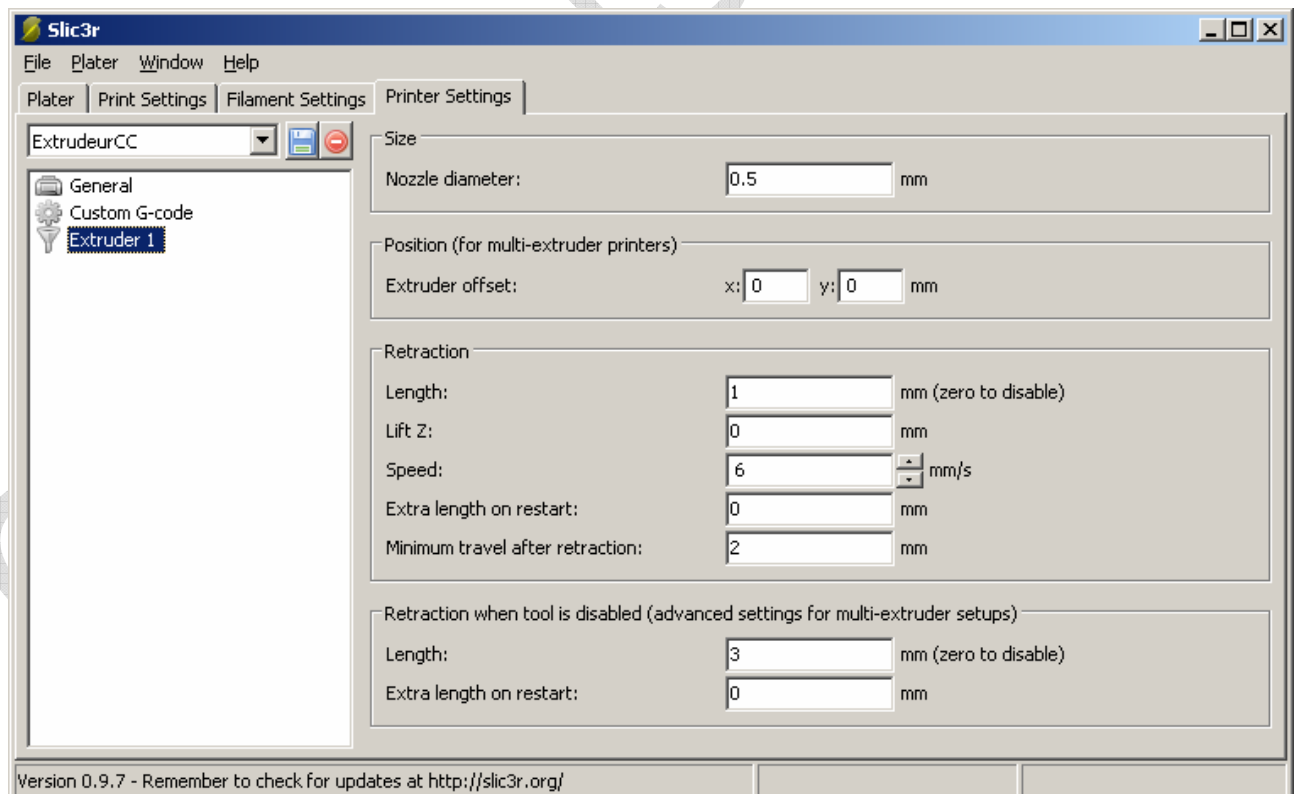 Slic3r
File Plater Window Help
Plater Print Settings Filament Settings Printer Settings
ExtrudeurCC
General
Custom G-code
Extruder 1
Size
Nozzle diameter: 0.5 mm
Position (for multi-extruder printers)
Extruder offset: x: 0 y: 0 mm
Retraction
Length: 1 mm (zero to disable)
Lift Z: 0 mm
Speed: 6 mm/s
Extra length on restart: 0 mm
Minimum travel after retraction: 2 mm
Retraction when tool is disabled (advanced settings for multi-extruder setups)
Length: 3 mm (zero to disable)
Extra length on restart: 0 mm
Version 0.9.7 - Remember to check for updates at http://slic3r.org/